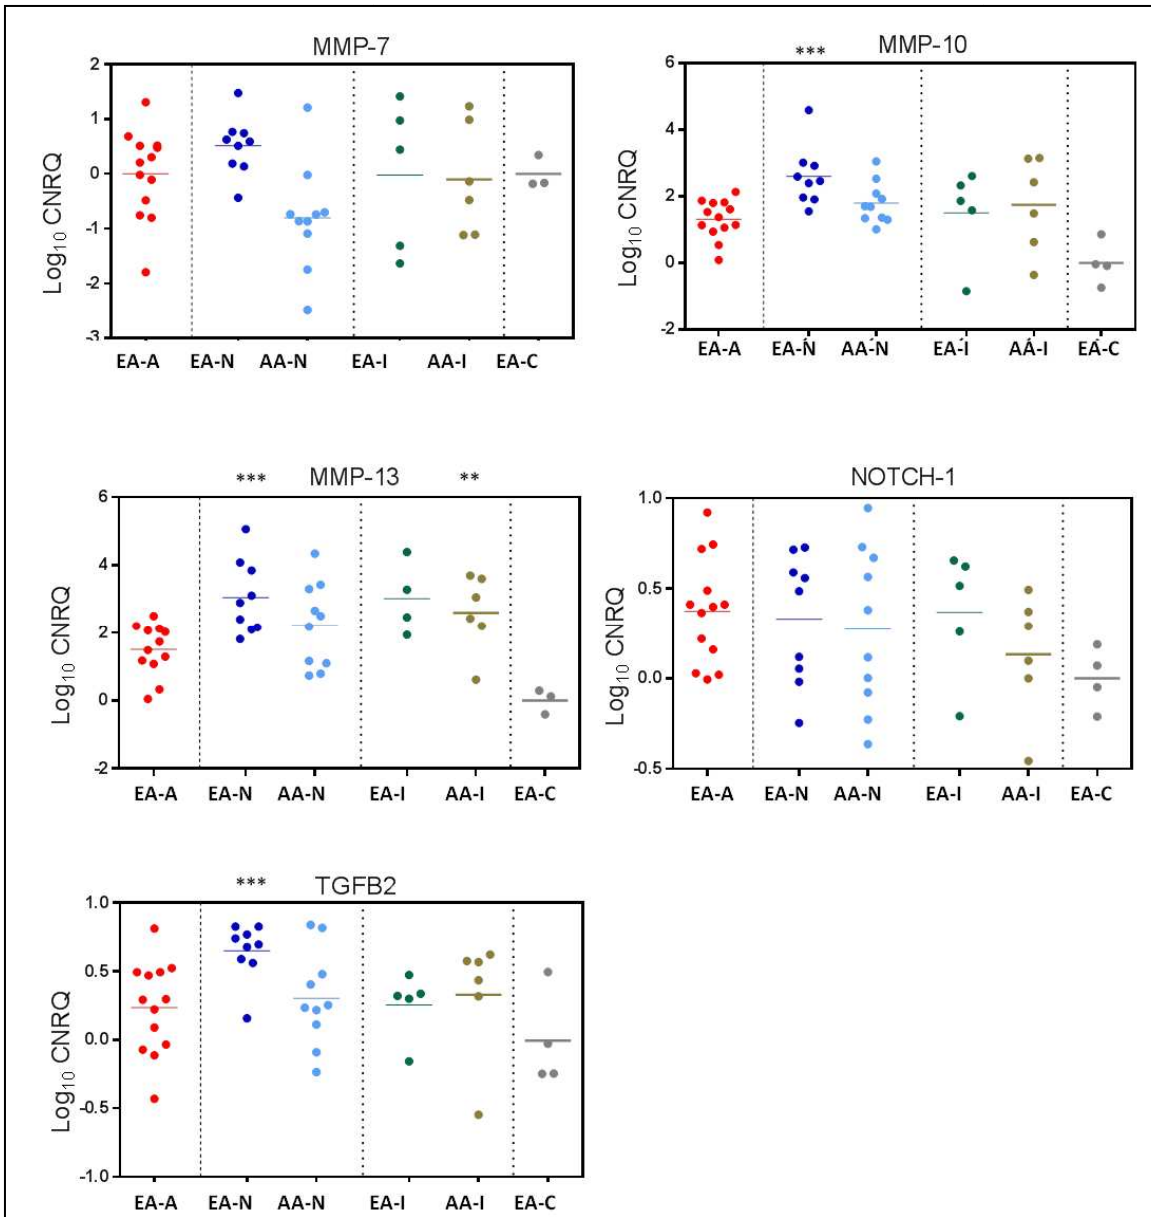 MMP-7
Log10 CNRQ
2
1
0
-1
-2
-3
EA-A EA-N AA-N EA-I AA-I EA-C
*** MMP-10
Log10 CNRQ
6
4
2
0
-2
EA-A EA-N AA-N EA-I AA-I EA-C
*** MMP-13 **
Log10 CNRQ
6
4
2
0
-2
EA-A EA-N AA-N EA-I AA-I EA-C
NOTCH-1
Log10 CNRQ
1.0
0.5
0.0
-0.5
EA-A EA-N AA-N EA-I AA-I EA-C
*** TGFB2
Log10 CNRQ
1.0
0.5
0.0
-0.5
-1.0
EA-A EA-N AA-N EA-I AA-I EA-C